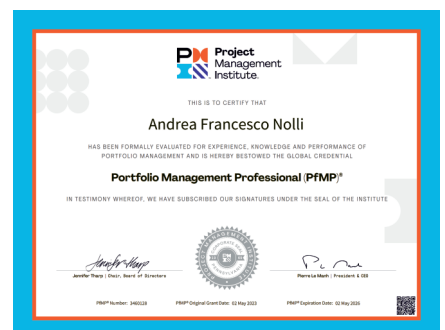 Project
Management
Institute.
THIS IS TO CERTIFY THAT
Andrea Francesco Nolli
HAS BEEN FORMALLY EVALUATED FOR EXPERIENCE, KNOWLEDGE AND PERFORMANCE OF
PORTFOLIO MANAGEMENT AND IS HEREBY BESTOWED THE GLOBAL CREDENTIAL
Portfolio Management Professional (PfMP)®
IN TESTIMONY WHEREOF, WE HAVE SUBSCRIBED OUR SIGNATURES UNDER THE SEAL OF THE INSTITUTE
CORPORATE SEAL
PENNSYLVANIA
Jennifer Tharp | Chair, Board of Directors
Pierre Le Manh | President & CEO
PfMP® Number: 3460128
PfMP® Original Grant Date: 02 May 2023
PfMP® Expiration Date: 02 May 2026